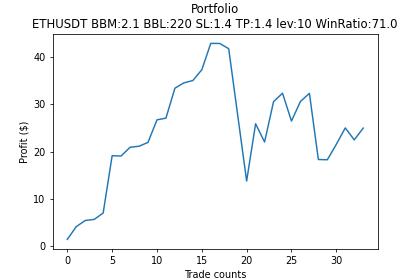 Portfolio
ETHUSDT BBM:2.1 BBL:220 SL:1.4 TP:1.4 lev:10 WinRatio:71.0
Profit ($)
40
30
20
10
0
0 5 10 15 20 25 30
Trade counts